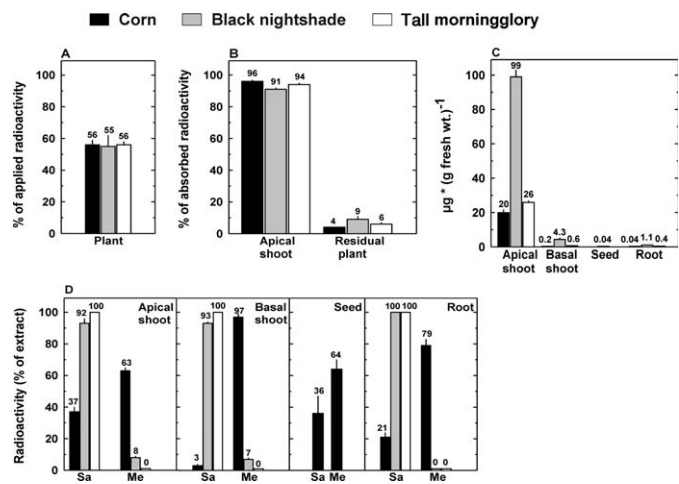 Corn Black nightshade Tall morningglory
A
% of applied radioactivity
100
80
60
40
20
0
56 55 56
Plant
B
% of absorbed radioactivity
100
80
60
40
20
0
96 91 94
4 9 6
Apical shoot
Residual plant
C
µg * (g fresh wt.)-1
100
80
60
40
20
0
20 99 26
0.2 4.3 0.6
0.04
0.04 1.1 0.4
Apical shoot
Basal shoot
Seed
Root
D
Radioactivity (% of extract)
100
80
60
40
20
0
Apical shoot
37 92 100
63 8 0
Sa Me
Basal shoot
3 93 100
97 7 0
Sa Me
Seed
36 64
Sa Me
Root
21 100 100
79 0 0
Sa Me